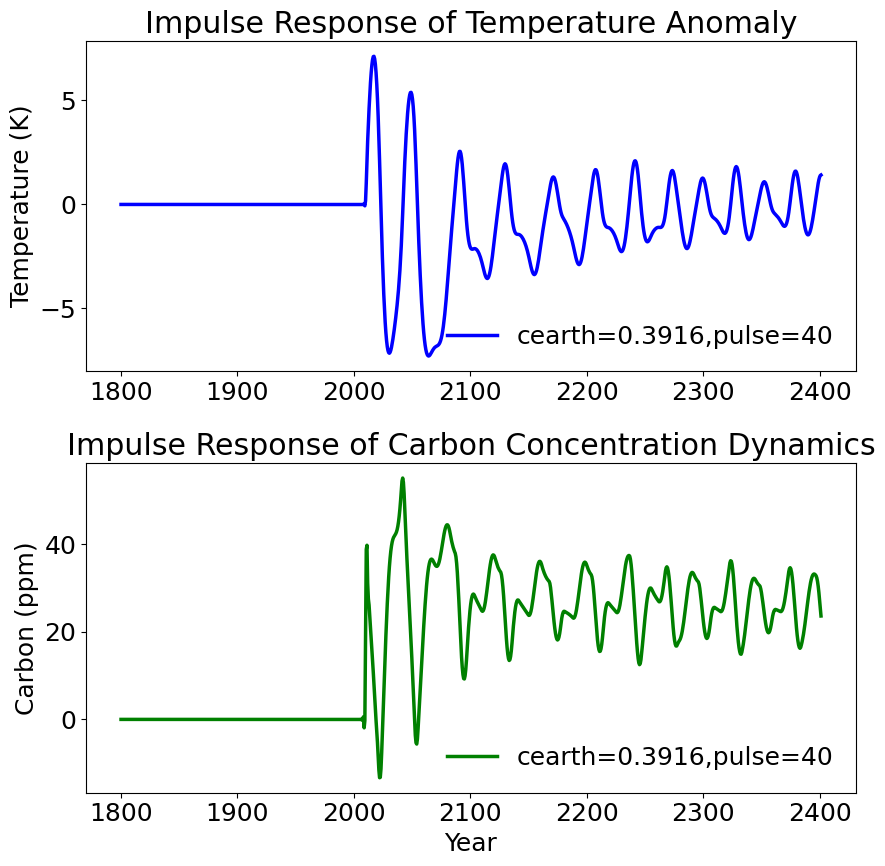 Impulse Response of Temperature Anomaly
Temperature (K)
5
0
−5
cearth=0.3916,pulse=40
1800 1900 2000 2100 2200 2300 2400
Impulse Response of Carbon Concentration Dynamics
Carbon (ppm)
40
20
0
cearth=0.3916,pulse=40
1800 1900 2000 2100 2200 2300 2400
Year